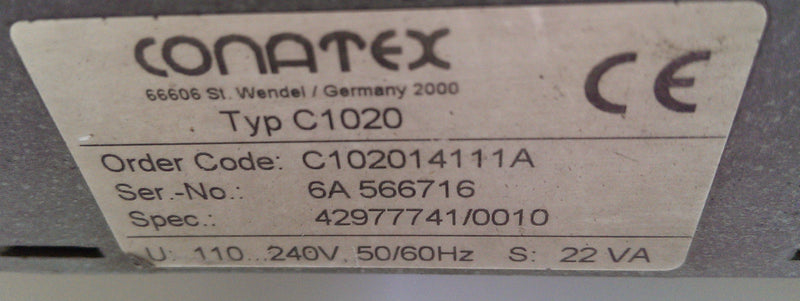 CONATEX
66606 St. Wendel / Germany 2000
CE
Typ C1020
Order Code: C102014111A
Ser.-No.: 6A 566716
Spec.: 42977741/0010
U: 110...240V, 50/60Hz S: 22 VA